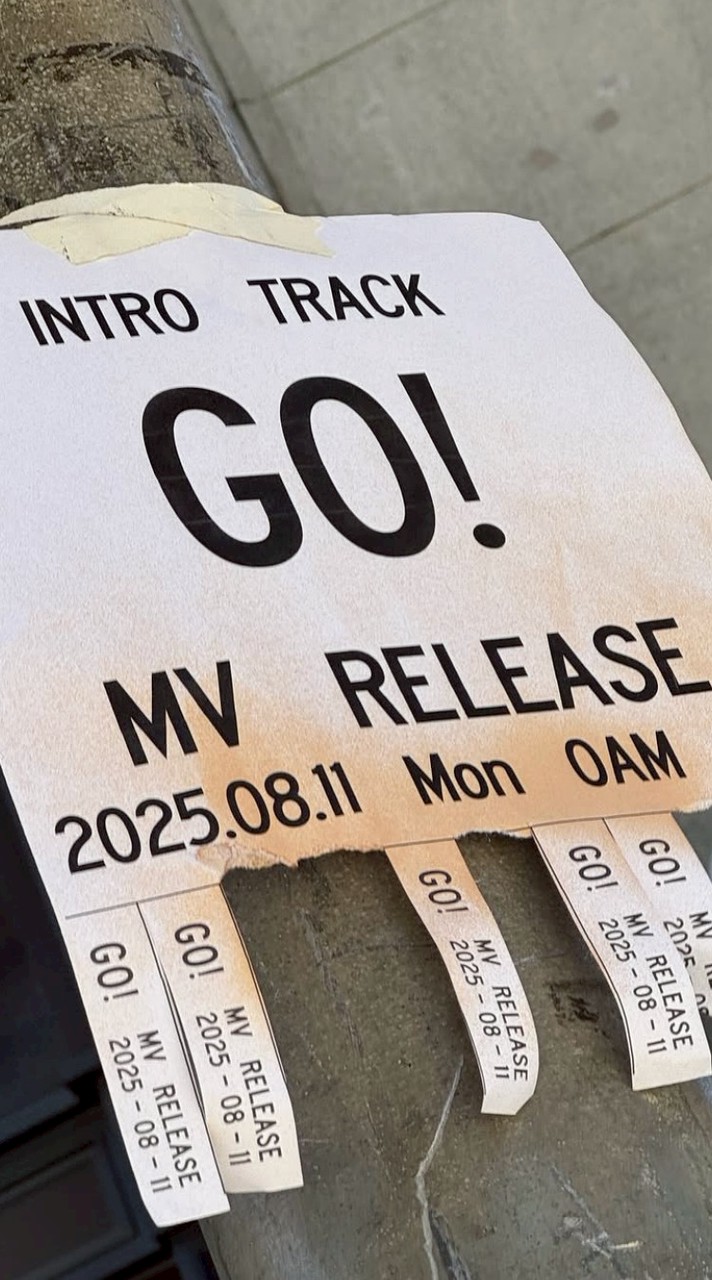 INTRO TRACK
GO!
MV RELEASE
2025.08.11 Mon 0AM
GO!
MV RELEASE
2025-08-11
GO!
MV RELEASE
2025-08-11
GO!
MV RELEASE
2025-08-11
GO!
MV RELEASE
2025-08-11
GO!
MV